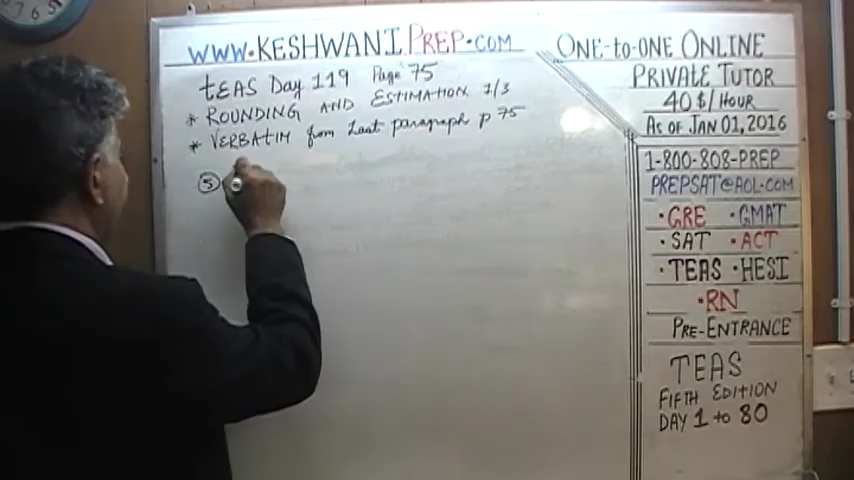 WWW.KESHWANIPREP.COM
TEAS Day 119 Page 75
* ROUNDING AND ESTIMATION 1/3
* VERBATIM from Last paragraph p 75
5
ONE-to-ONE ONLINE
PRIVATE TUTOR
40 $/HOUR
AS OF JAN 01, 2016
1-800-808-PREP
PREPSAT@AOL.COM
• GRE • GMAT
• SAT • ACT
• TEAS • HESI
• RN
PRE-ENTRANCE
TEAS
FIFTH EDITION
DAY 1 to 80